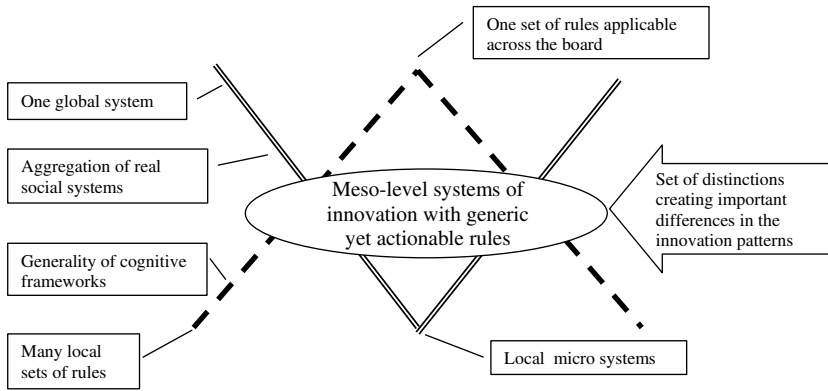 One set of rules applicable
across the board
One global system
Aggregation of real
social systems
Meso-level systems of
innovation with generic
yet actionable rules
Set of distinctions
creating important
differences in the
innovation patterns
Generality of cognitive
frameworks
Many local
sets of rules
Local micro systems